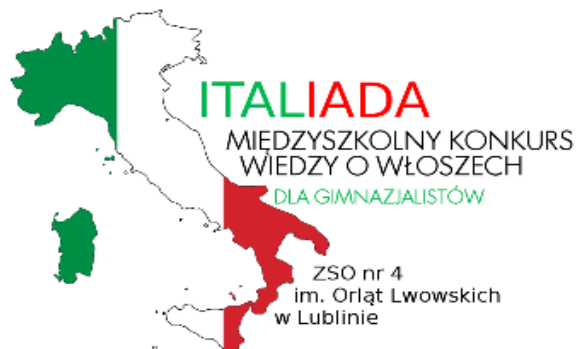 ITALIADA
MIĘDZYSZKOLNY KONKURS
WIEDZY O WŁOSZECH
DLA GIMNAZJALISTÓW
ZSO nr 4
im. Orląt Lwowskich
w Lublinie